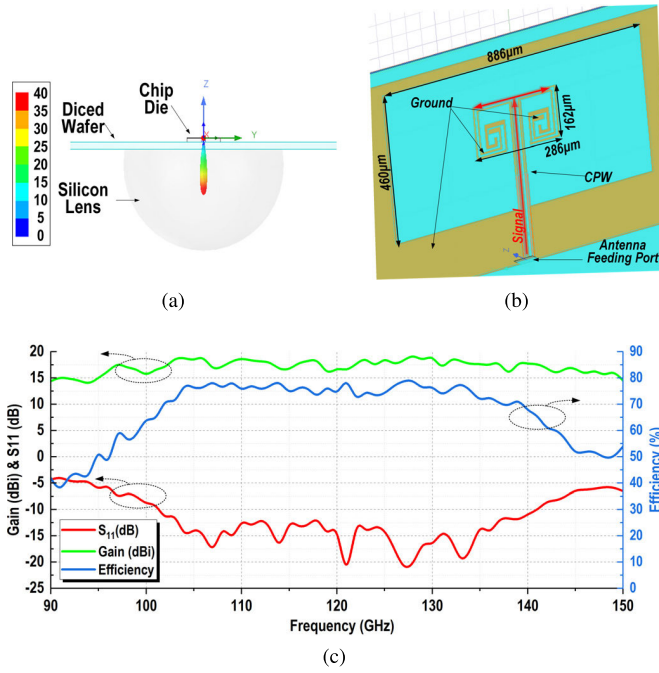 40
35
30
25
20
15
10
5
0
Diced
Wafer
Chip
Die
Z
X
Y
Silicon
Lens
(a)
886µm
Ground
162µm
286µm
460µm
CPW
Signal
Z
Antenna
Feeding Port
(b)
Gain (dBi) & S11 (dB)
20
15
10
5
0
-5
-10
-15
-20
-25
S11(dB)
Gain (dBi)
Efficiency
90
80
70
60
50
40
30
20
10
0
Efficiency (%)
90 100 110 120 130 140 150
Frequency (GHz)
(c)